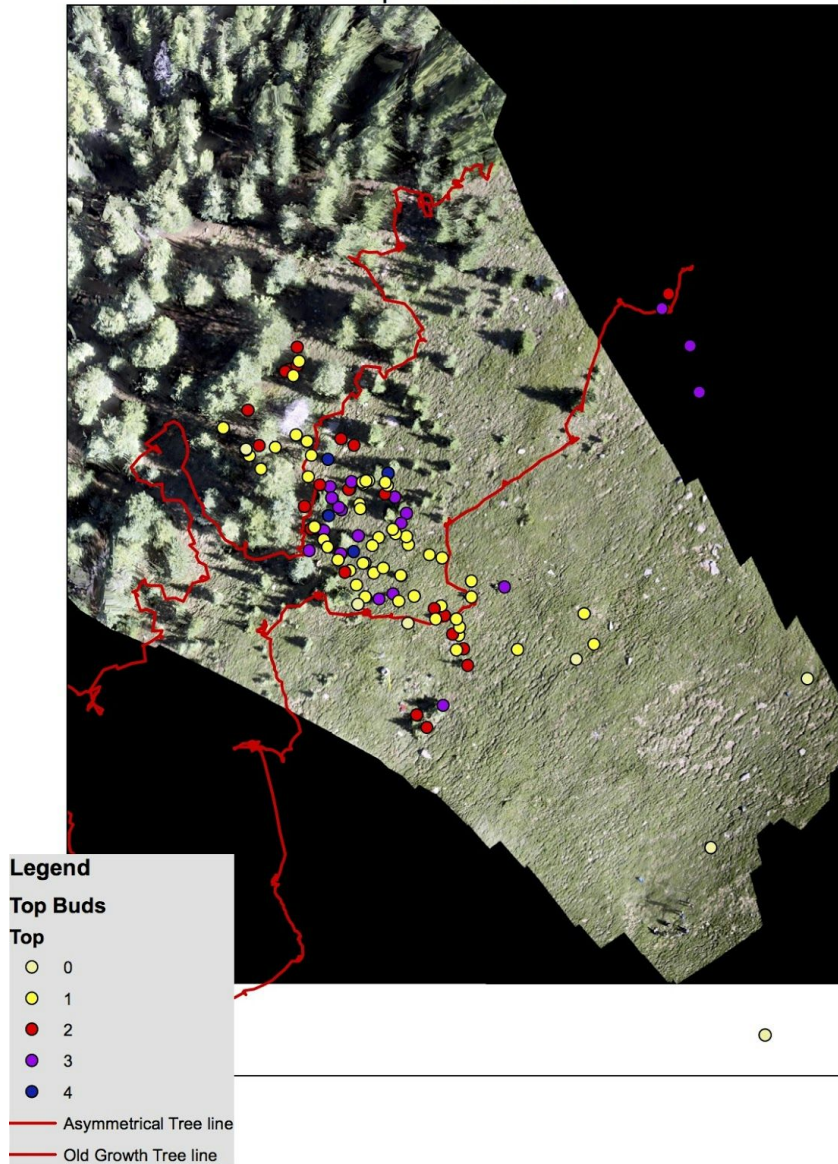 Legend
Top Buds
Top
0
1
2
3
4
Asymmetrical Tree line
Old Growth Tree line